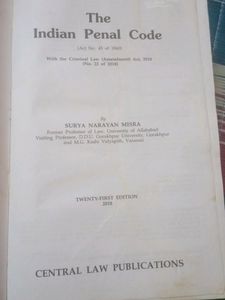 The
Indian Penal Code
[Act No. 45 of 1860]
With the Criminal Law (Amendment) Act, 2018
(No. 22 of 2018)
By
SURYA NARAYAN MISRA
Former Professor of Law, University of Allahabad
Visiting Professor, D.D.U. Gorakhpur University, Gorakhpur
and M.G. Kashi Vidyapith, Varanasi
TWENTY-FIRST EDITION
2018
CENTRAL LAW PUBLICATIONS